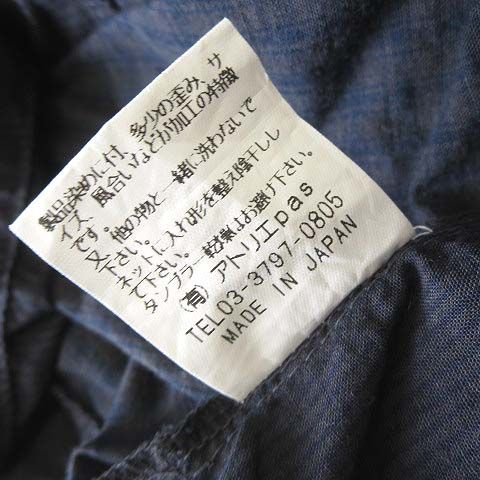 製品染めに付、多少の歪み、サ
イズ、風合いなどが加工の特徴
です。
又、他の物と一緒に洗わないで
下さい。
ネットに入れ形を整え陰干しし
て下さい。
タンブラー乾燥はお避け下さい。
(有)アトリエpas
TEL03-3797-0805
MADE IN JAPAN